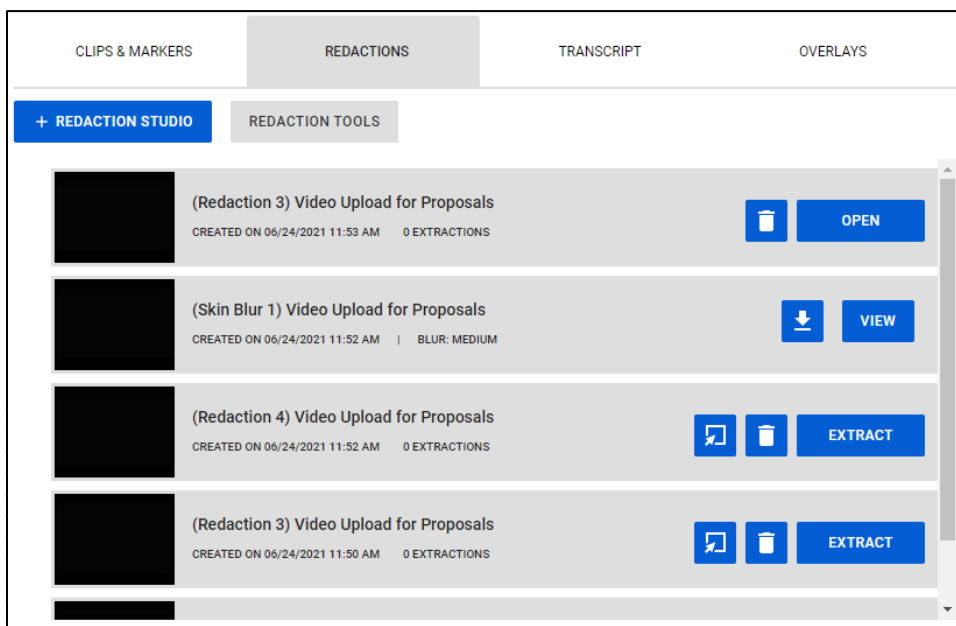 CLIPS & MARKERS REDACTIONS TRANSCRIPT OVERLAYS
+ REDACTION STUDIO REDACTION TOOLS
(Redaction 3) Video Upload for Proposals
CREATED ON 06/24/2021 11:53 AM 0 EXTRACTIONS
OPEN
(Skin Blur 1) Video Upload for Proposals
CREATED ON 06/24/2021 11:52 AM | BLUR: MEDIUM
VIEW
(Redaction 4) Video Upload for Proposals
CREATED ON 06/24/2021 11:52 AM 0 EXTRACTIONS
EXTRACT
(Redaction 3) Video Upload for Proposals
CREATED ON 06/24/2021 11:50 AM 0 EXTRACTIONS
EXTRACT